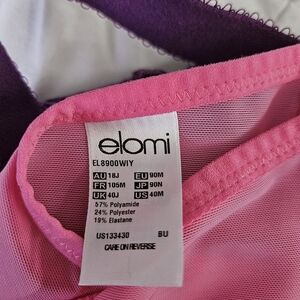 elomi
EL8900WIY
AU 18J EU 90M
FR 105M JP 90N
UK 40J US 40M
57% Polyamide
24% Polyester
19% Elastane
US133430 BU
CARE ON REVERSE